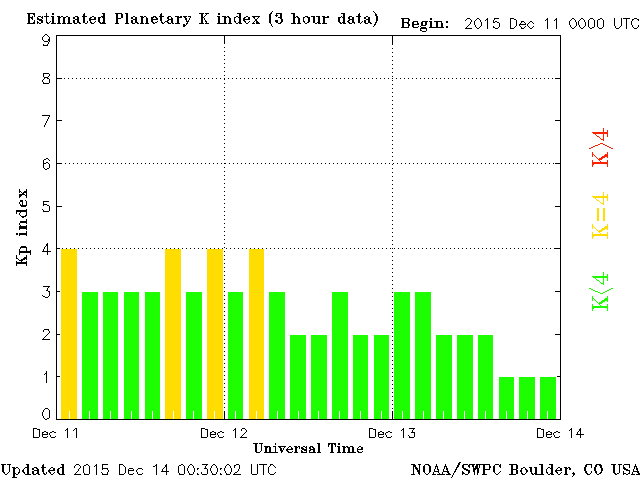 Estimated Planetary K index (3 hour data) Begin: 2015 Dec 11 0000 UTC
9
8
7
6
5
4
3
2
1
0
Kp index
K>4
K=4
K<4
Dec 11 Dec 12 Dec 13 Dec 14
Universal Time
Updated 2015 Dec 14 00:30:02 UTC NOAA/SWPC Boulder, CO USA